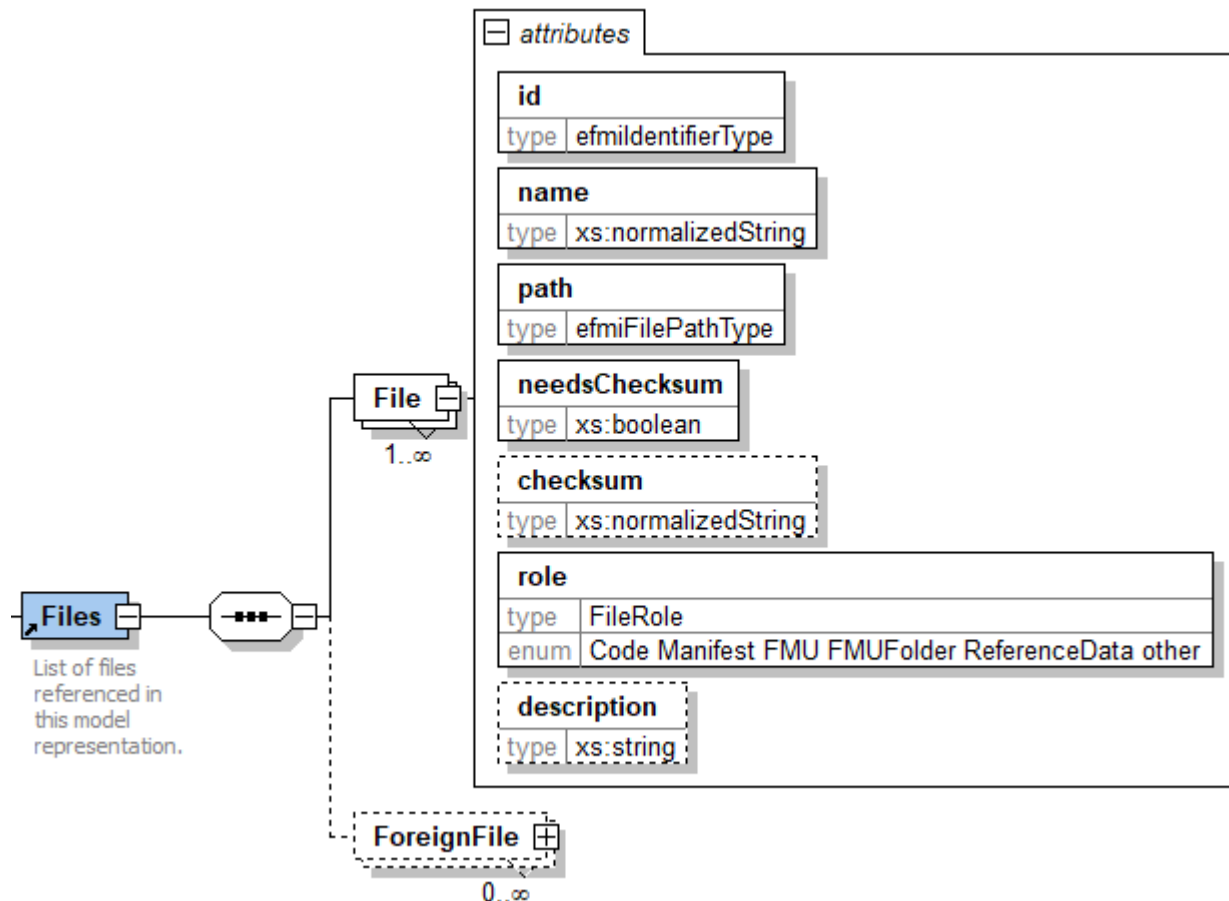 attributes
id
type efmiIdentifierType
name
type xs:normalizedString
path
type efmiFilePathType
needsChecksum
type xs:boolean
File
1..∞
checksum
type xs:normalizedString
role
type FileRole
enum Code Manifest FMU FMUFolder ReferenceData other
Files
List of files
referenced in
this model
representation.
description
type xs:string
ForeignFile
0..∞